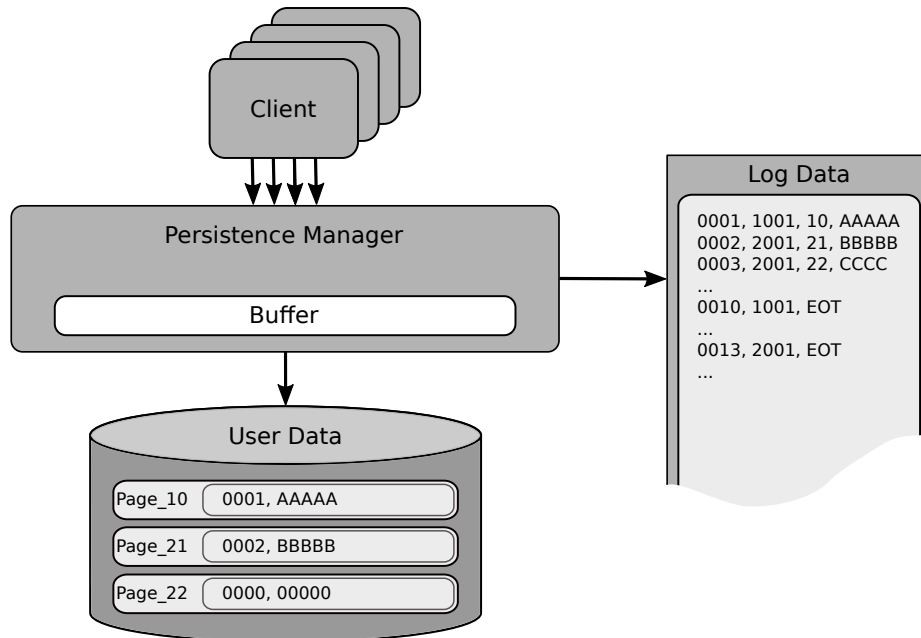 Client
Persistence Manager
Buffer
Log Data
0001, 1001, 10, AAAAA
0002, 2001, 21, BBBBB
0003, 2001, 22, CCCC
...
0010, 1001, EOT
...
0013, 2001, EOT
...
User Data
Page_10 0001, AAAAA
Page_21 0002, BBBBB
Page_22 0000, 00000